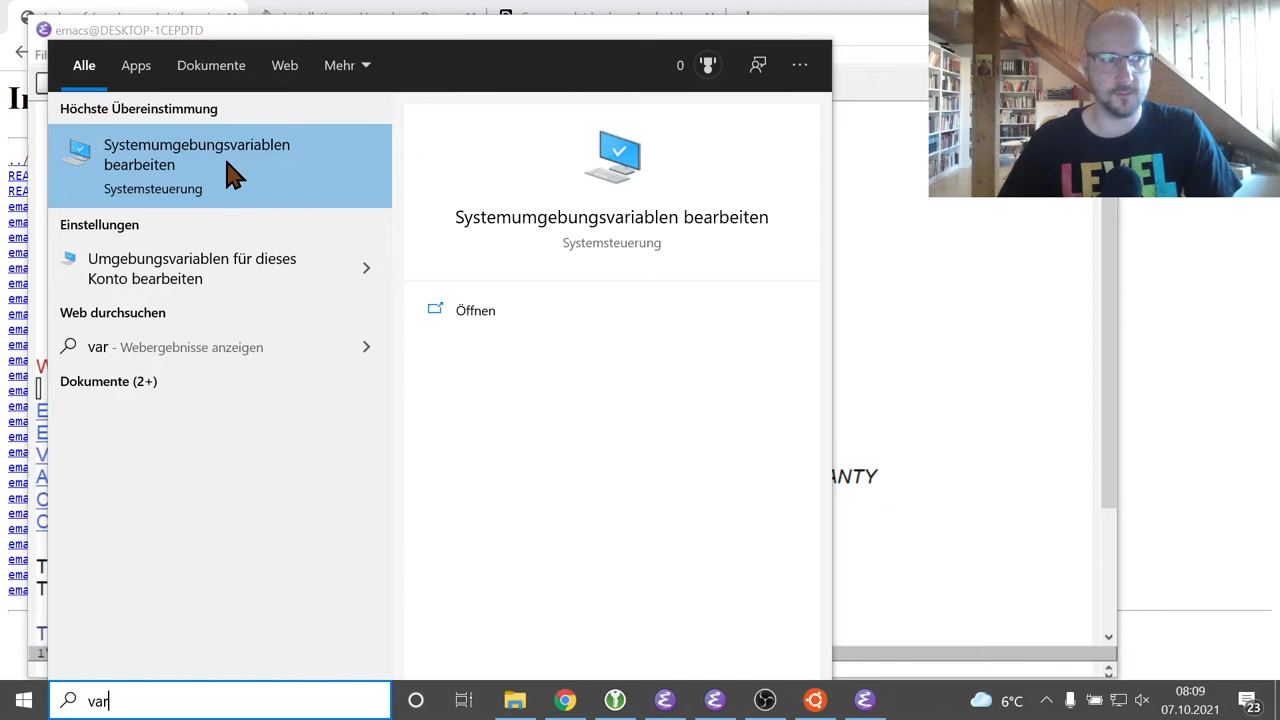 emacs@DESKTOP-1CEPDTD
Alle Apps Dokumente Web Mehr 0
Höchste Übereinstimmung
Systemumgebungsvariablen
bearbeiten
Systemsteuerung
Einstellungen
Umgebungsvariablen für dieses
Konto bearbeiten
Web durchsuchen
var - Webergebnisse anzeigen
Dokumente (2+)
Systemumgebungsvariablen bearbeiten
Systemsteuerung
Öffnen
ANTY
LEVEL
var
6°C
08:09
07.10.2021
23